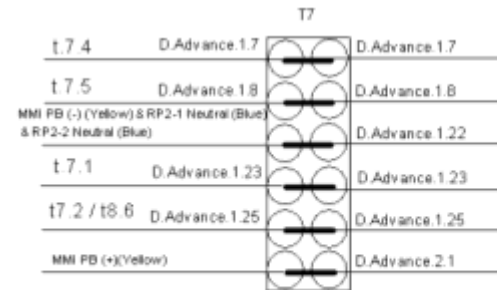 T7
t.7.4 D.Advance.1.7 D.Advance.1.7
t.7.5 D.Advance.1.8 D.Advance.1.8
MMI PB (-) (Yellow) & RP2-1 Neutral (Blue)
& RP2-2 Neutral (Blue) D.Advance.1.22
t.7.1 D.Advance.1.23 D.Advance.1.23
t7.2 / t8.6 D.Advance.1.25 D.Advance.1.25
MMI PB (+)(Yellow) D.Advance.2.1